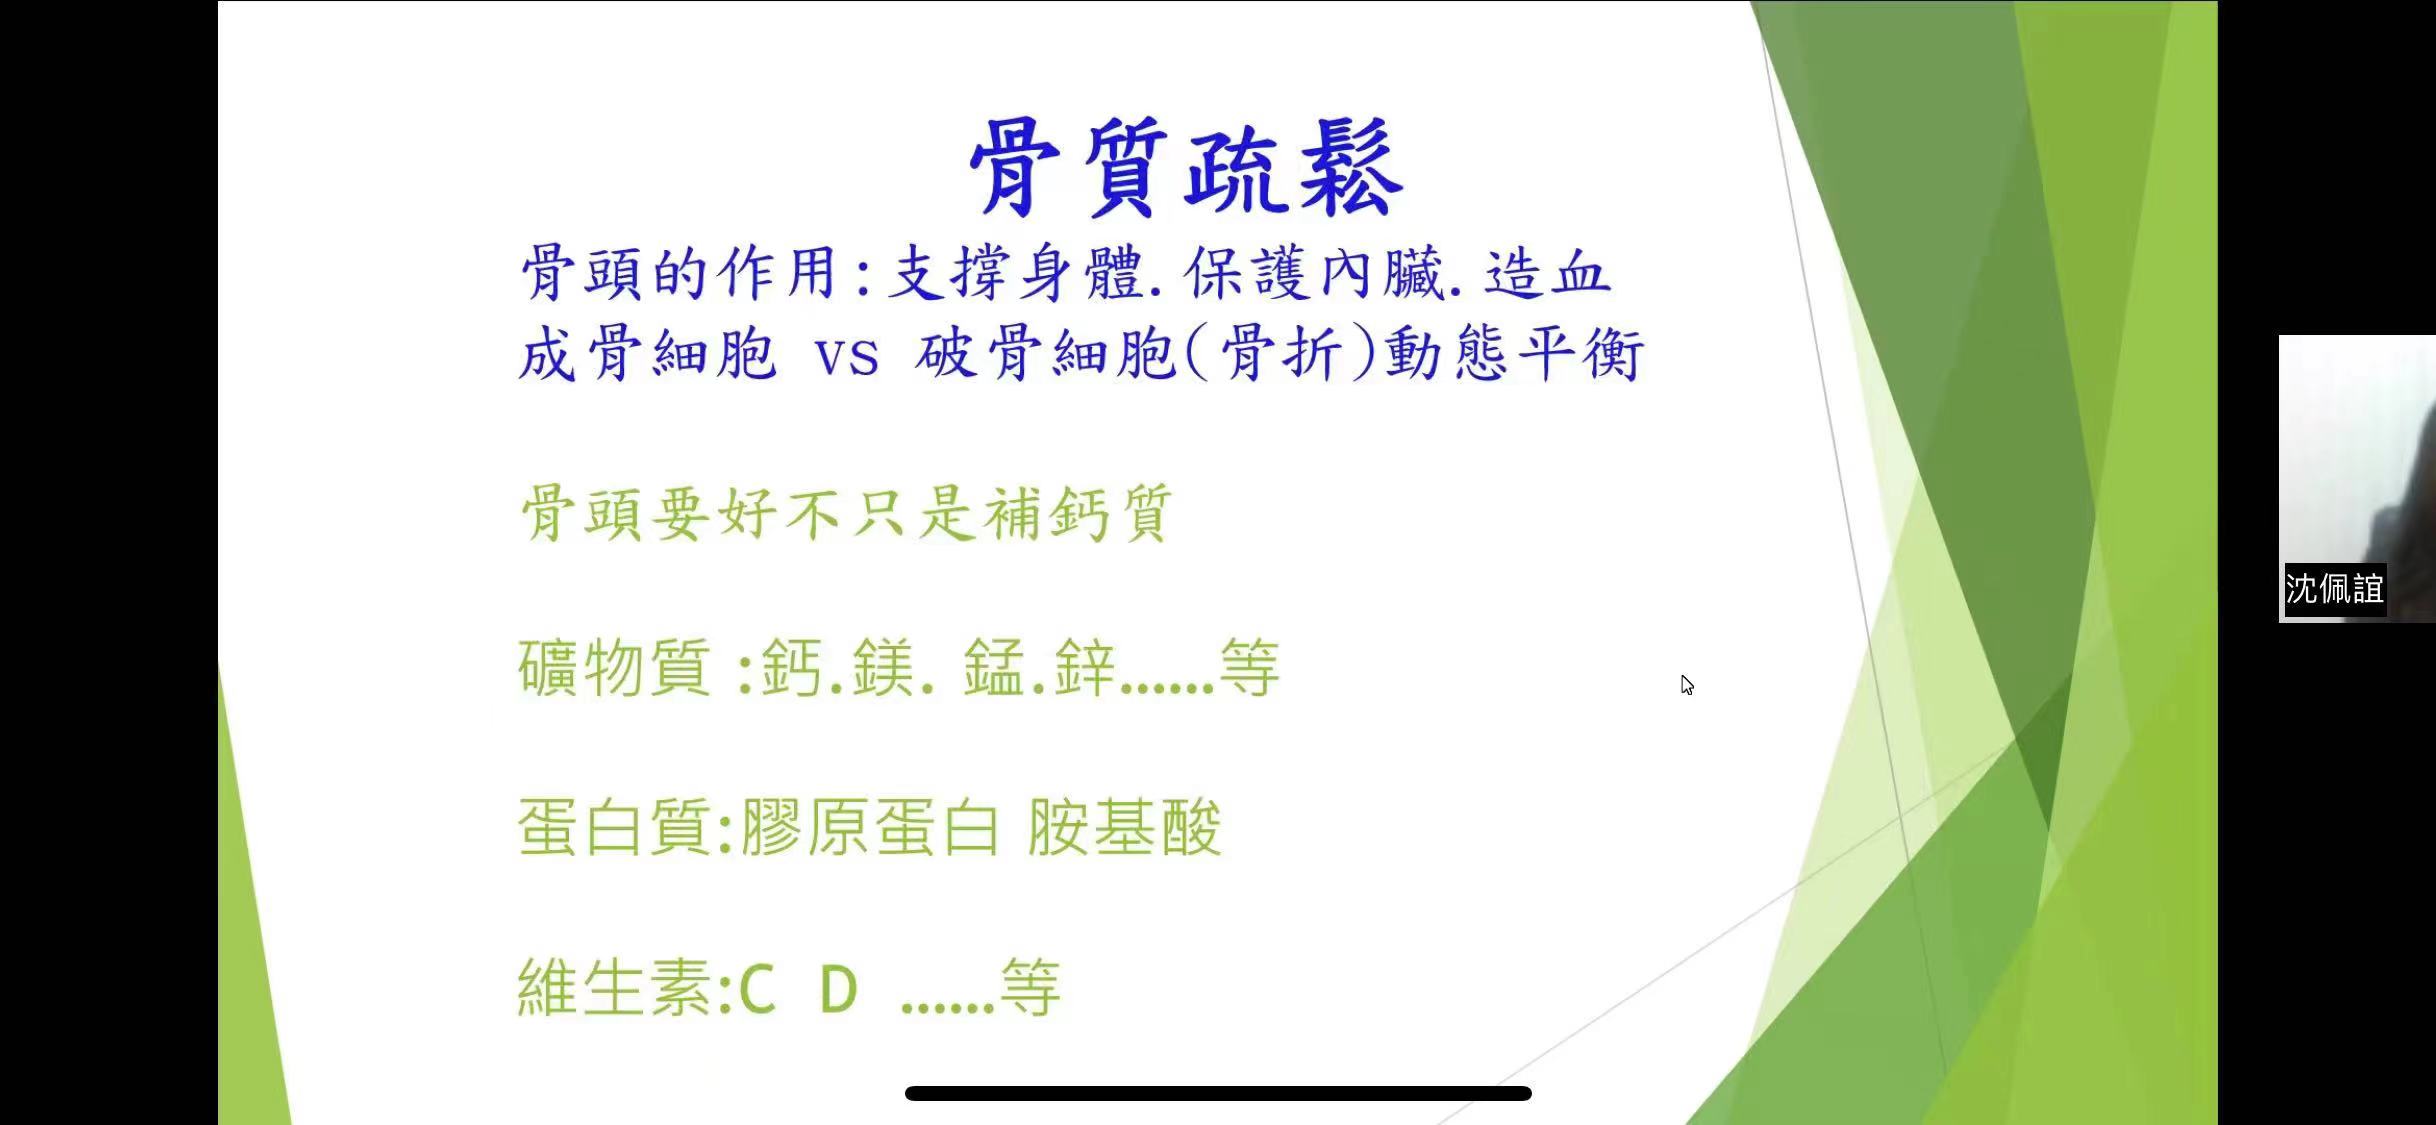 骨質疏鬆
骨頭的作用:支撐身體.保護內臟.造血
成骨細胞 vs 破骨細胞(骨折)動態平衡
骨頭要好不只是補鈣質
礦物質 :鈣.鎂. 錳.鋅......等
蛋白質:膠原蛋白 胺基酸
維生素:C D ......等
沈佩誼